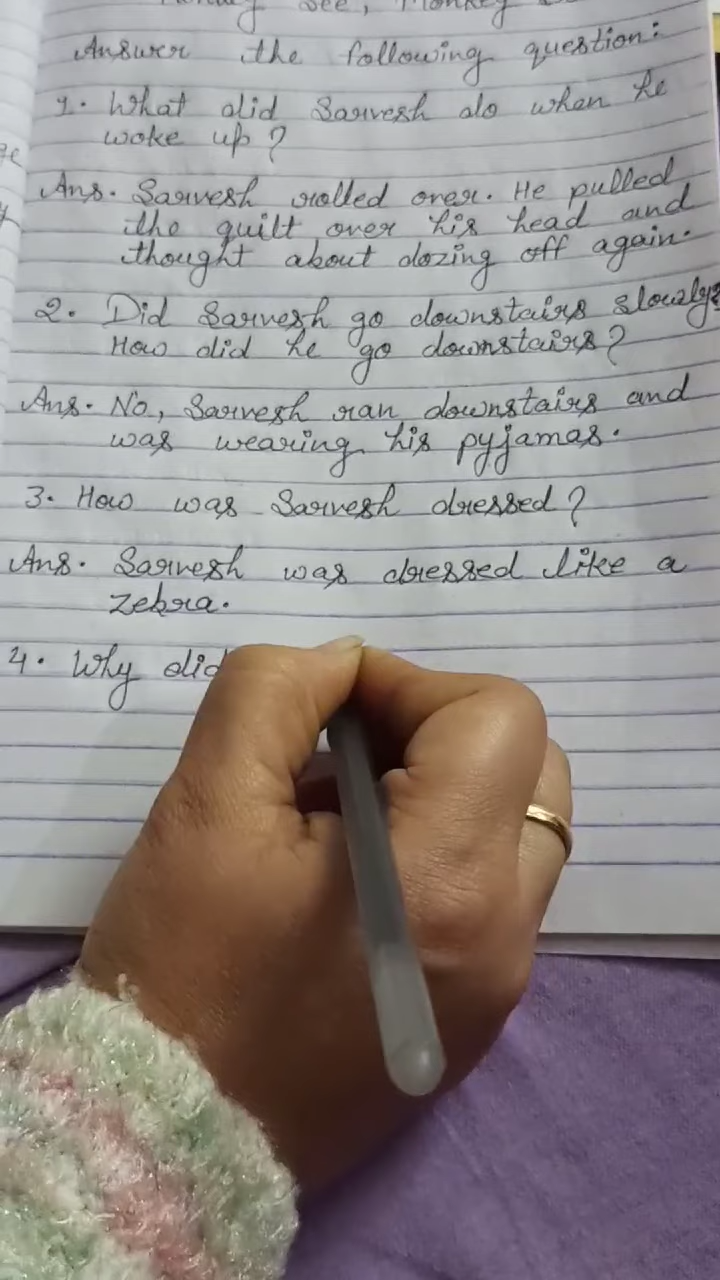 See, Monkey
Answer the following question:
1. What did Sarvesh do when he
woke up?
Ans. Sarvesh rolled over. He pulled
the quilt over his head and
thought about dozing off again.
2. Did Sarvesh go downstairs slowly?
How did he go downstairs?
Ans. No, Sarvesh ran downstairs and
was wearing his pyjamas.
3. How was Sarvesh dressed?
Ans. Sarvesh was dressed like a
zebra.
4. Why did